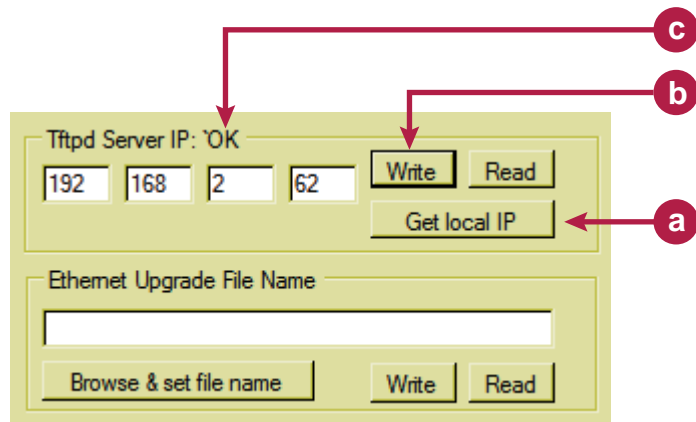 c
b
Tftpd Server IP: `OK
192 168 2 62 Write Read
Get local IP a
Ethernet Upgrade File Name
Browse & set file name Write Read